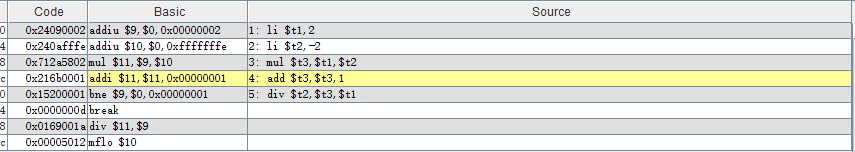 Code Basic Source
0 0x24090002 addiu $9,$0,0x00000002 1: li $t1,2
4 0x240afffe addiu $10,$0,0xfffffffe 2: li $t2,-2
8 0x712a5802 mul $11,$9,$10 3: mul $t3,$t1,$t2
c 0x216b0001 addi $11,$11,0x00000001 4: add $t3,$t3,1
0 0x15200001 bne $9,$0,0x00000001 5: div $t2,$t3,$t1
4 0x0000000d break
8 0x0169001a div $11,$9
c 0x00005012 mflo $10